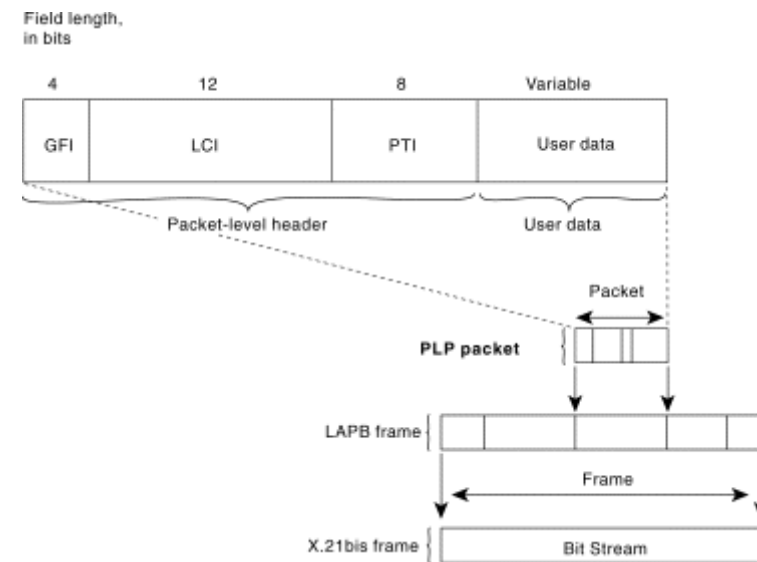 Field length,
in bits
4 12 8 Variable
GFI LCI PTI User data
Packet-level header User data
Packet
PLP packet
LAPB frame
Frame
X.21bis frame Bit Stream